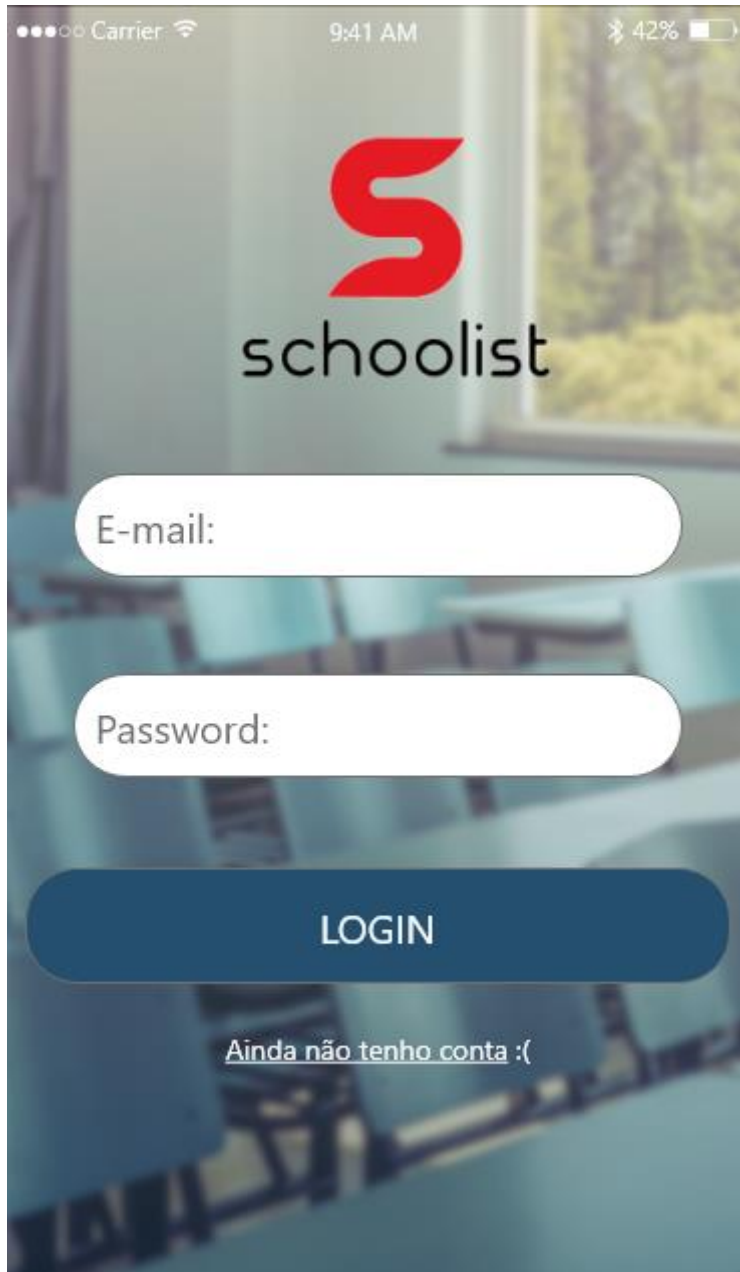 Carrier 9:41 AM 42%
schoolist
E-mail:
Password:
LOGIN
Ainda não tenho conta :(